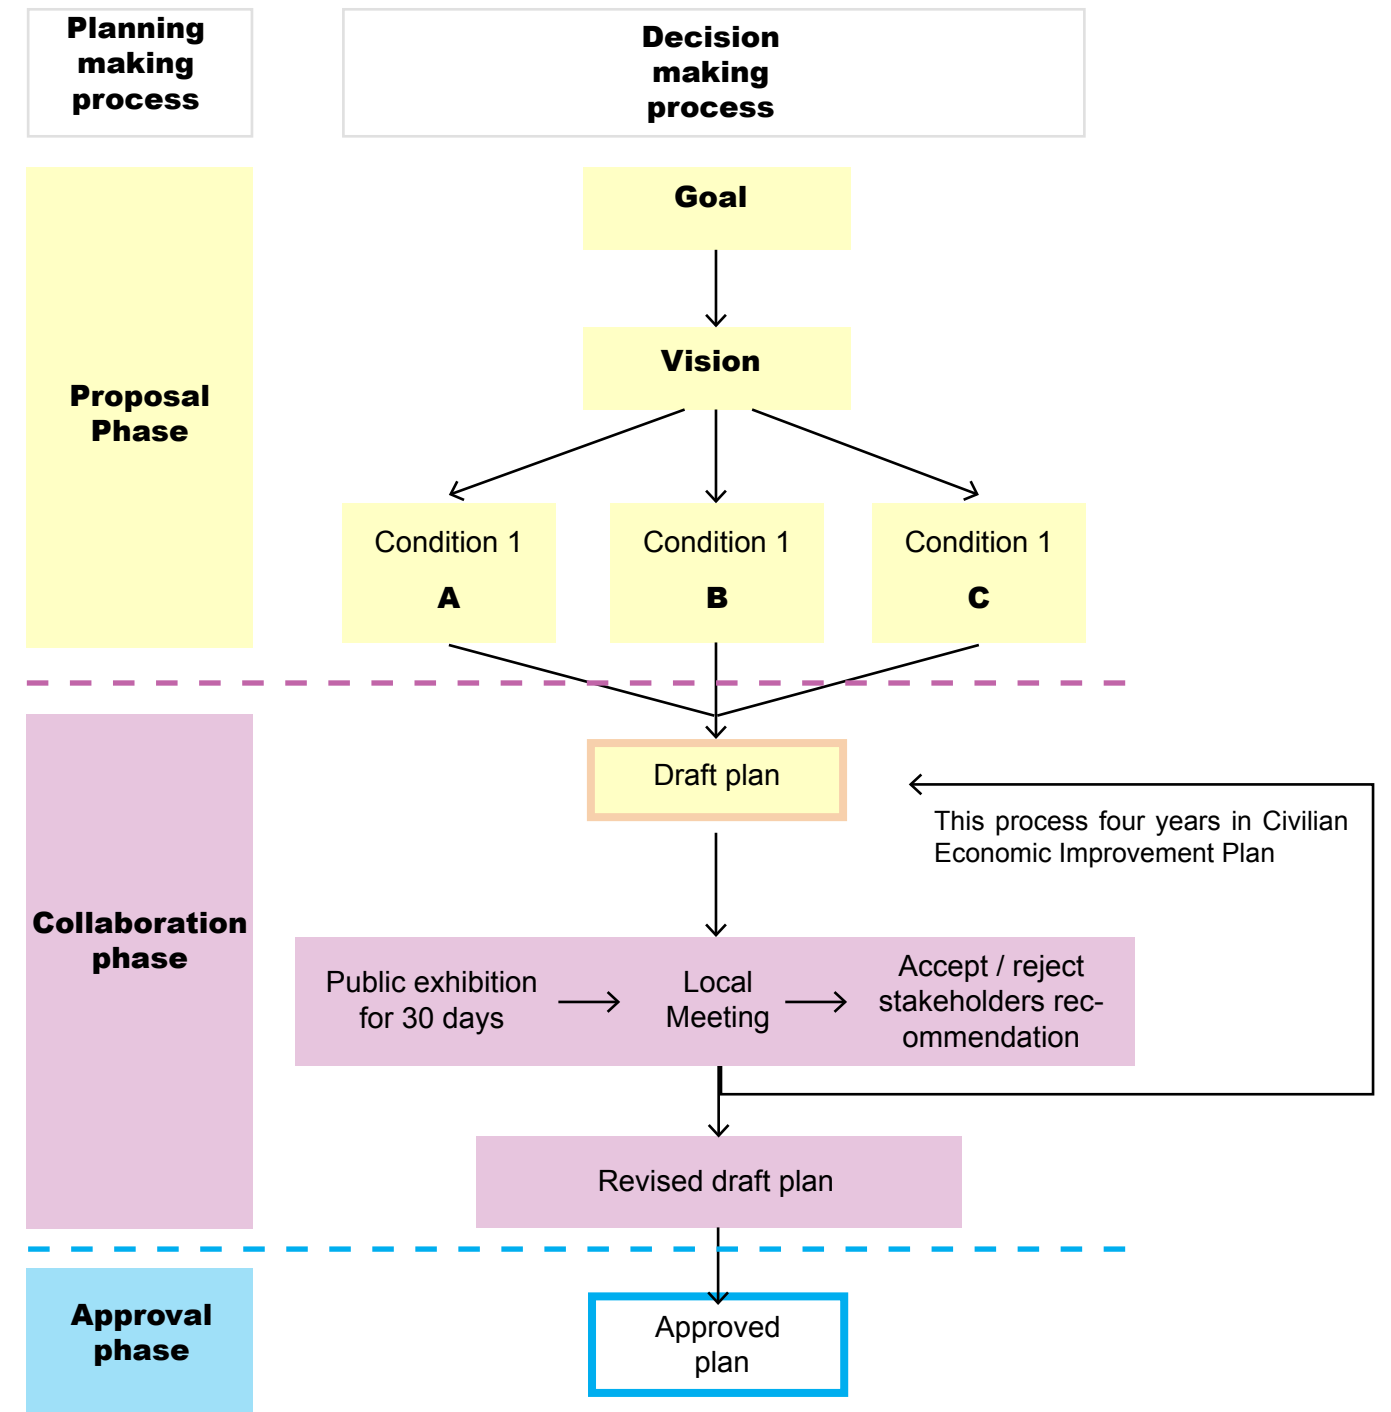 Planning
making
process
Decision
making
process
Proposal
Phase
Goal
Vision
Condition 1
A
Condition 1
B
Condition 1
C
Collaboration
phase
Draft plan
This process four years in Civilian
Economic Improvement Plan
Public exhibition
for 30 days
Local
Meeting
Accept / reject
stakeholders rec-
ommendation
Revised draft plan
Approval
phase
Approved
plan